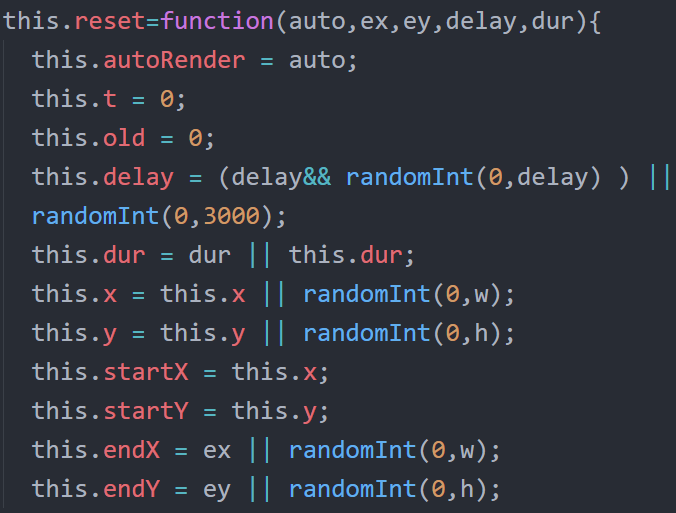 this.reset=function(auto,ex,ey,delay,dur){
this.autoRender = auto;
this.t = 0;
this.old = 0;
this.delay = (delay&& randomInt(0,delay) ) ||
randomInt(0,3000);
this.dur = dur || this.dur;
this.x = this.x || randomInt(0,w);
this.y = this.y || randomInt(0,h);
this.startX = this.x;
this.startY = this.y;
this.endX = ex || randomInt(0,w);
this.endY = ey || randomInt(0,h);